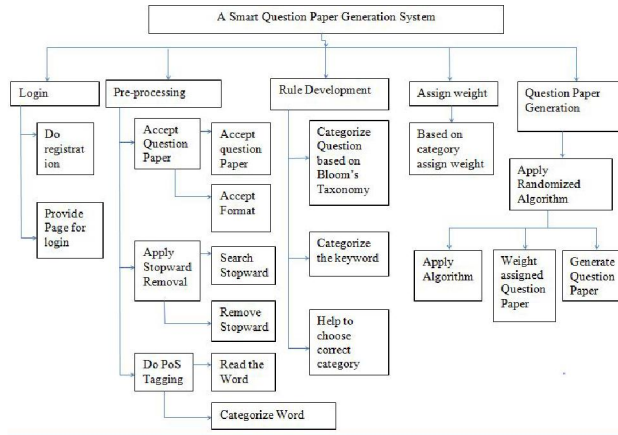 A Smart Question Paper Generation System
Login
Pre-processing
Rule Development
Assign weight
Question Paper
Generation
Do
registrat
ion
Provide
Page for
login
Accept
Question
Paper
Accept
question
Paper
Accept
Format
Apply
Stopward
Removal
Search
Stopward
Remove
Stopward
Do PoS
Tagging
Read the
Word
Categorize Word
Categorize
Question
based on
Bloom's
Taxonomy
Categorize
the keyword
Help to
choose
correct
category
Based on
category
assign weight
Apply
Randomized
Algorithm
Apply
Algorithm
Weight
assigned
Question
Paper
Generate
Question
Paper